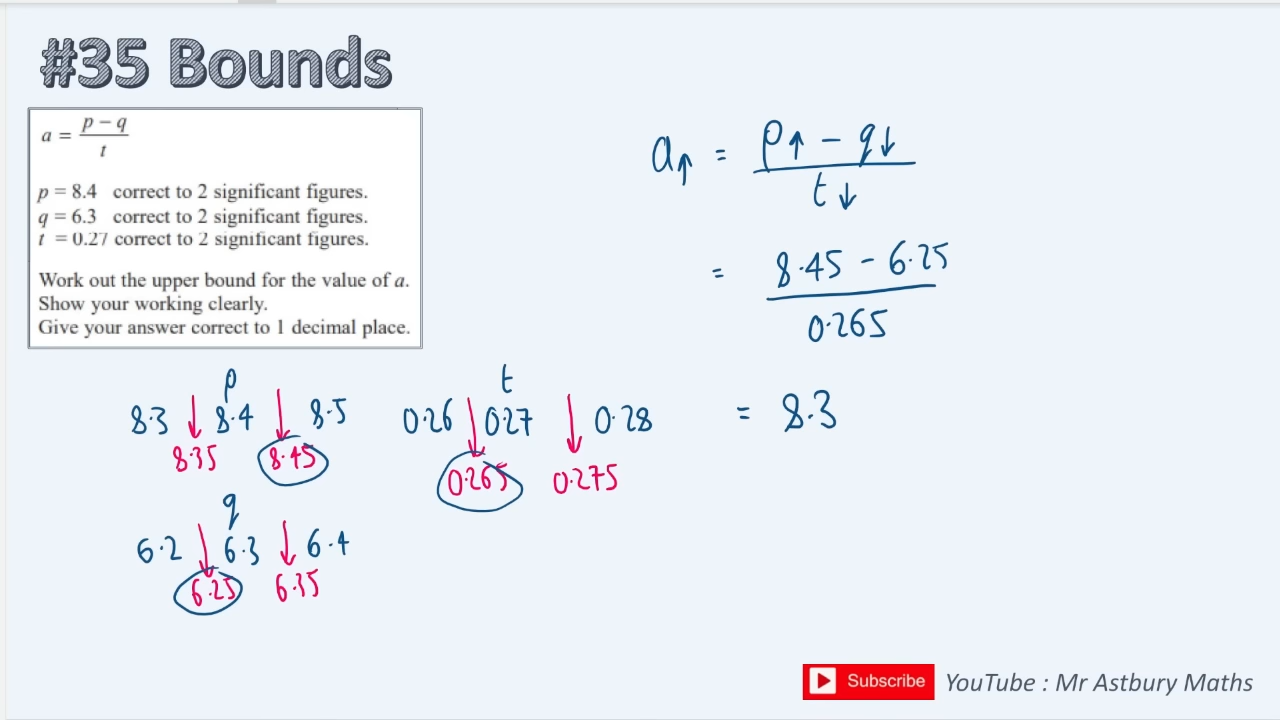 #35 Bounds
a = p − q / t
p = 8.4 correct to 2 significant figures.
q = 6.3 correct to 2 significant figures.
t = 0.27 correct to 2 significant figures.
Work out the upper bound for the value of a.
Show your working clearly.
Give your answer correct to 1 decimal place.
a↑ = p↑ − q↓ / t↓
= 8.45 − 6.25 / 0.265
= 8.3
p
8.3 ↓ 8.4 ↓ 8.5
8.35 8.45
t
0.26 ↓ 0.27 ↓ 0.28
0.265 0.275
q
6.2 ↓ 6.3 ↓ 6.4
6.25 6.35
Subscribe YouTube : Mr Astbury Maths